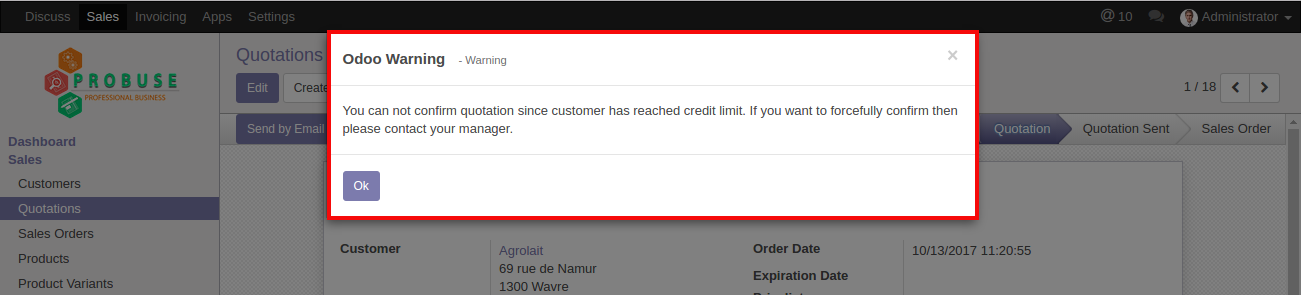 Discuss Sales Invoicing Apps Settings @ 10 Administrator
PROBUSE
PROFESSIONAL BUSINESS
Quotations
Odoo Warning - Warning ×
Edit Create
1 / 18
You can not confirm quotation since customer has reached credit limit. If you want to forcefully confirm then
please contact your manager.
Send by Email
Quotation Quotation Sent Sales Order
Ok
Dashboard
Sales
Customers
Quotations
Sales Orders
Products
Product Variants
Customer Agrolait
69 rue de Namur
1300 Wavre
Order Date 10/13/2017 11:20:55
Expiration Date